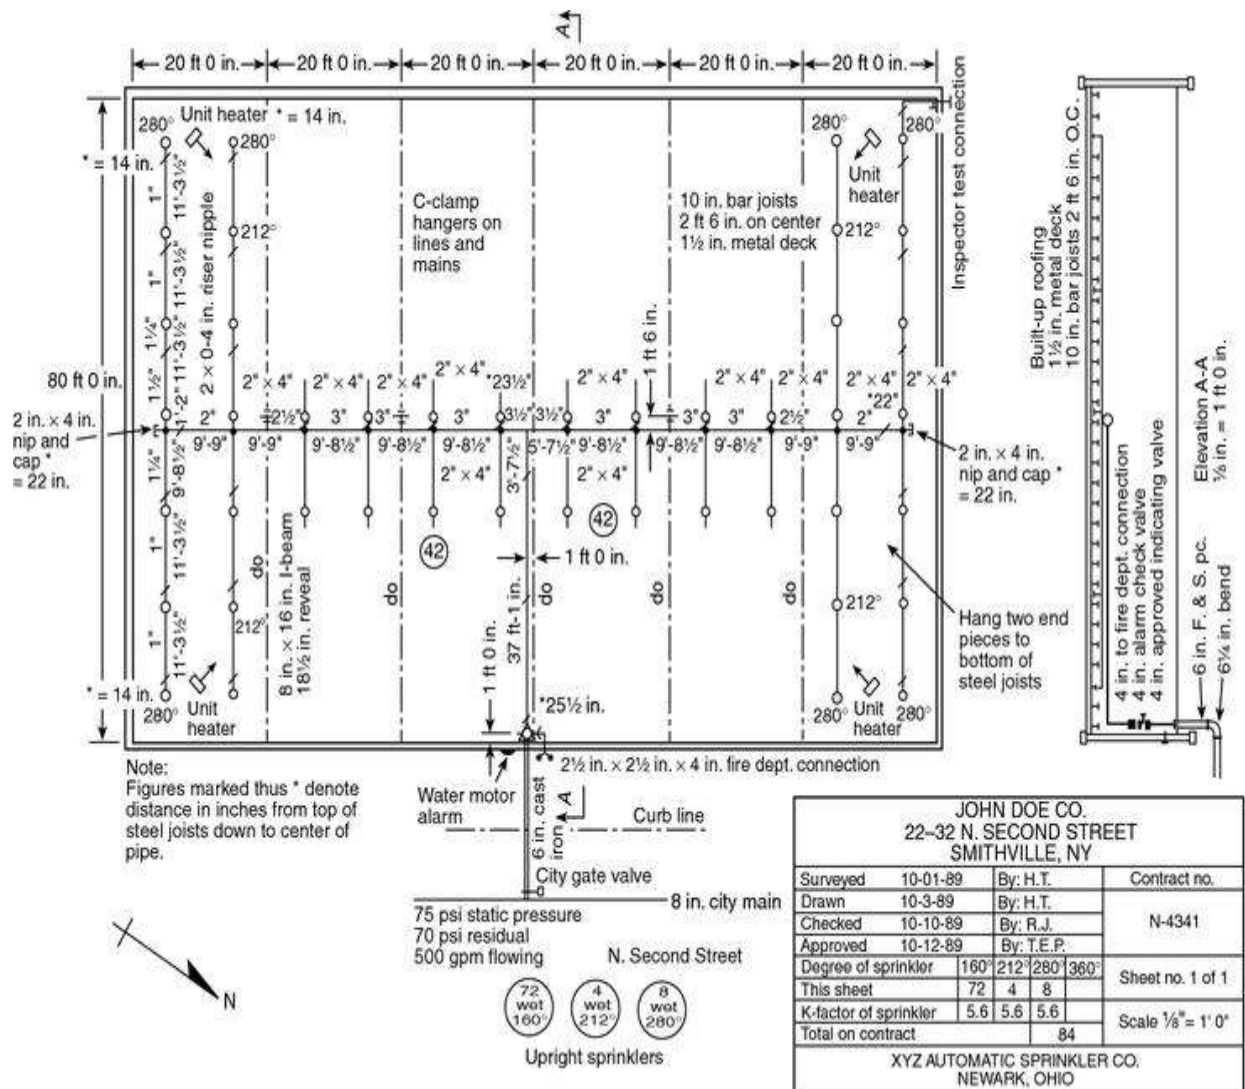 A
20 ft 0 in. 20 ft 0 in. 20 ft 0 in. 20 ft 0 in. 20 ft 0 in. 20 ft 0 in.
Unit heater * = 14 in.
280°
280°
* = 14 in.
212°
1" 1" 1¼" 1½"
11'-3½" 11'-3½" 11'-3½" 1'-2"
2 × 0-4 in. riser nipple
C-clamp
hangers on
lines and
mains
10 in. bar joists
2 ft 6 in. on center
1½ in. metal deck
280°
280°
Unit
heater
212°
Inspector test connection
80 ft 0 in.
1 ft 6 in.
2" × 4" 2" × 4" 2" × 4" 2" × 4" *23½" 2" × 4" 2" × 4" 2" × 4" 2" × 4" 2" × 4"
*22"
2" 2½" 3" 3" 3" 3½" 3½" 3" 3" 3" 2½" 2"
9'-9" 9'-9" 9'-8½" 9'-8½" 9'-8½" 5'-7½" 9'-8½" 9'-8½" 9'-8½" 9'-9" 9'-9"
2" × 4" 3'-7½" 2" × 4"
2 in. × 4 in.
nip and
cap *
= 22 in.
2 in. × 4 in.
nip and cap *
= 22 in.
1¼" 1" 1"
9'-8½" 11'-3½" 11'-3½"
42
42
1 ft 0 in.
do do do do do
8 in. × 16 in. I-beam
18½ in. reveal
37 ft-1 in.
1 ft 0 in.
212°
212°
Hang two end
pieces to
bottom of
steel joists
* = 14 in.
280°
Unit
heater
*25½ in.
280°
Unit
heater
280°
2½ in. × 2½ in. × 4 in. fire dept. connection
Water motor
alarm
A
6 in. cast
iron
Curb line
City gate valve
8 in. city main
75 psi static pressure
70 psi residual
500 gpm flowing
N. Second Street
Note:
Figures marked thus * denote
distance in inches from top of
steel joists down to center of
pipe.
N
72
wet
160°
4
wet
212°
8
wet
280°
Upright sprinklers
Built-up roofing
1½ in. metal deck
10 in. bar joists 2 ft 6 in. O.C.
4 in. to fire dept. connection
4 in. alarm check valve
4 in. approved indicating valve
Elevation A-A
⅛ in. = 1 ft 0 in.
6 in. F. & S. pc.
6¼ in. bend
JOHN DOE CO.
22–32 N. SECOND STREET
SMITHVILLE, NY
Surveyed 10-01-89 By: H.T. Contract no.
Drawn 10-3-89 By: H.T.
N-4341
Checked 10-10-89 By: R.J.
Approved 10-12-89 By: T.E.P.
Degree of sprinkler 160° 212° 280° 360°
Sheet no. 1 of 1
This sheet 72 4 8
K-factor of sprinkler 5.6 5.6 5.6
Scale ⅛" = 1' 0"
Total on contract 84
XYZ AUTOMATIC SPRINKLER CO.
NEWARK, OHIO